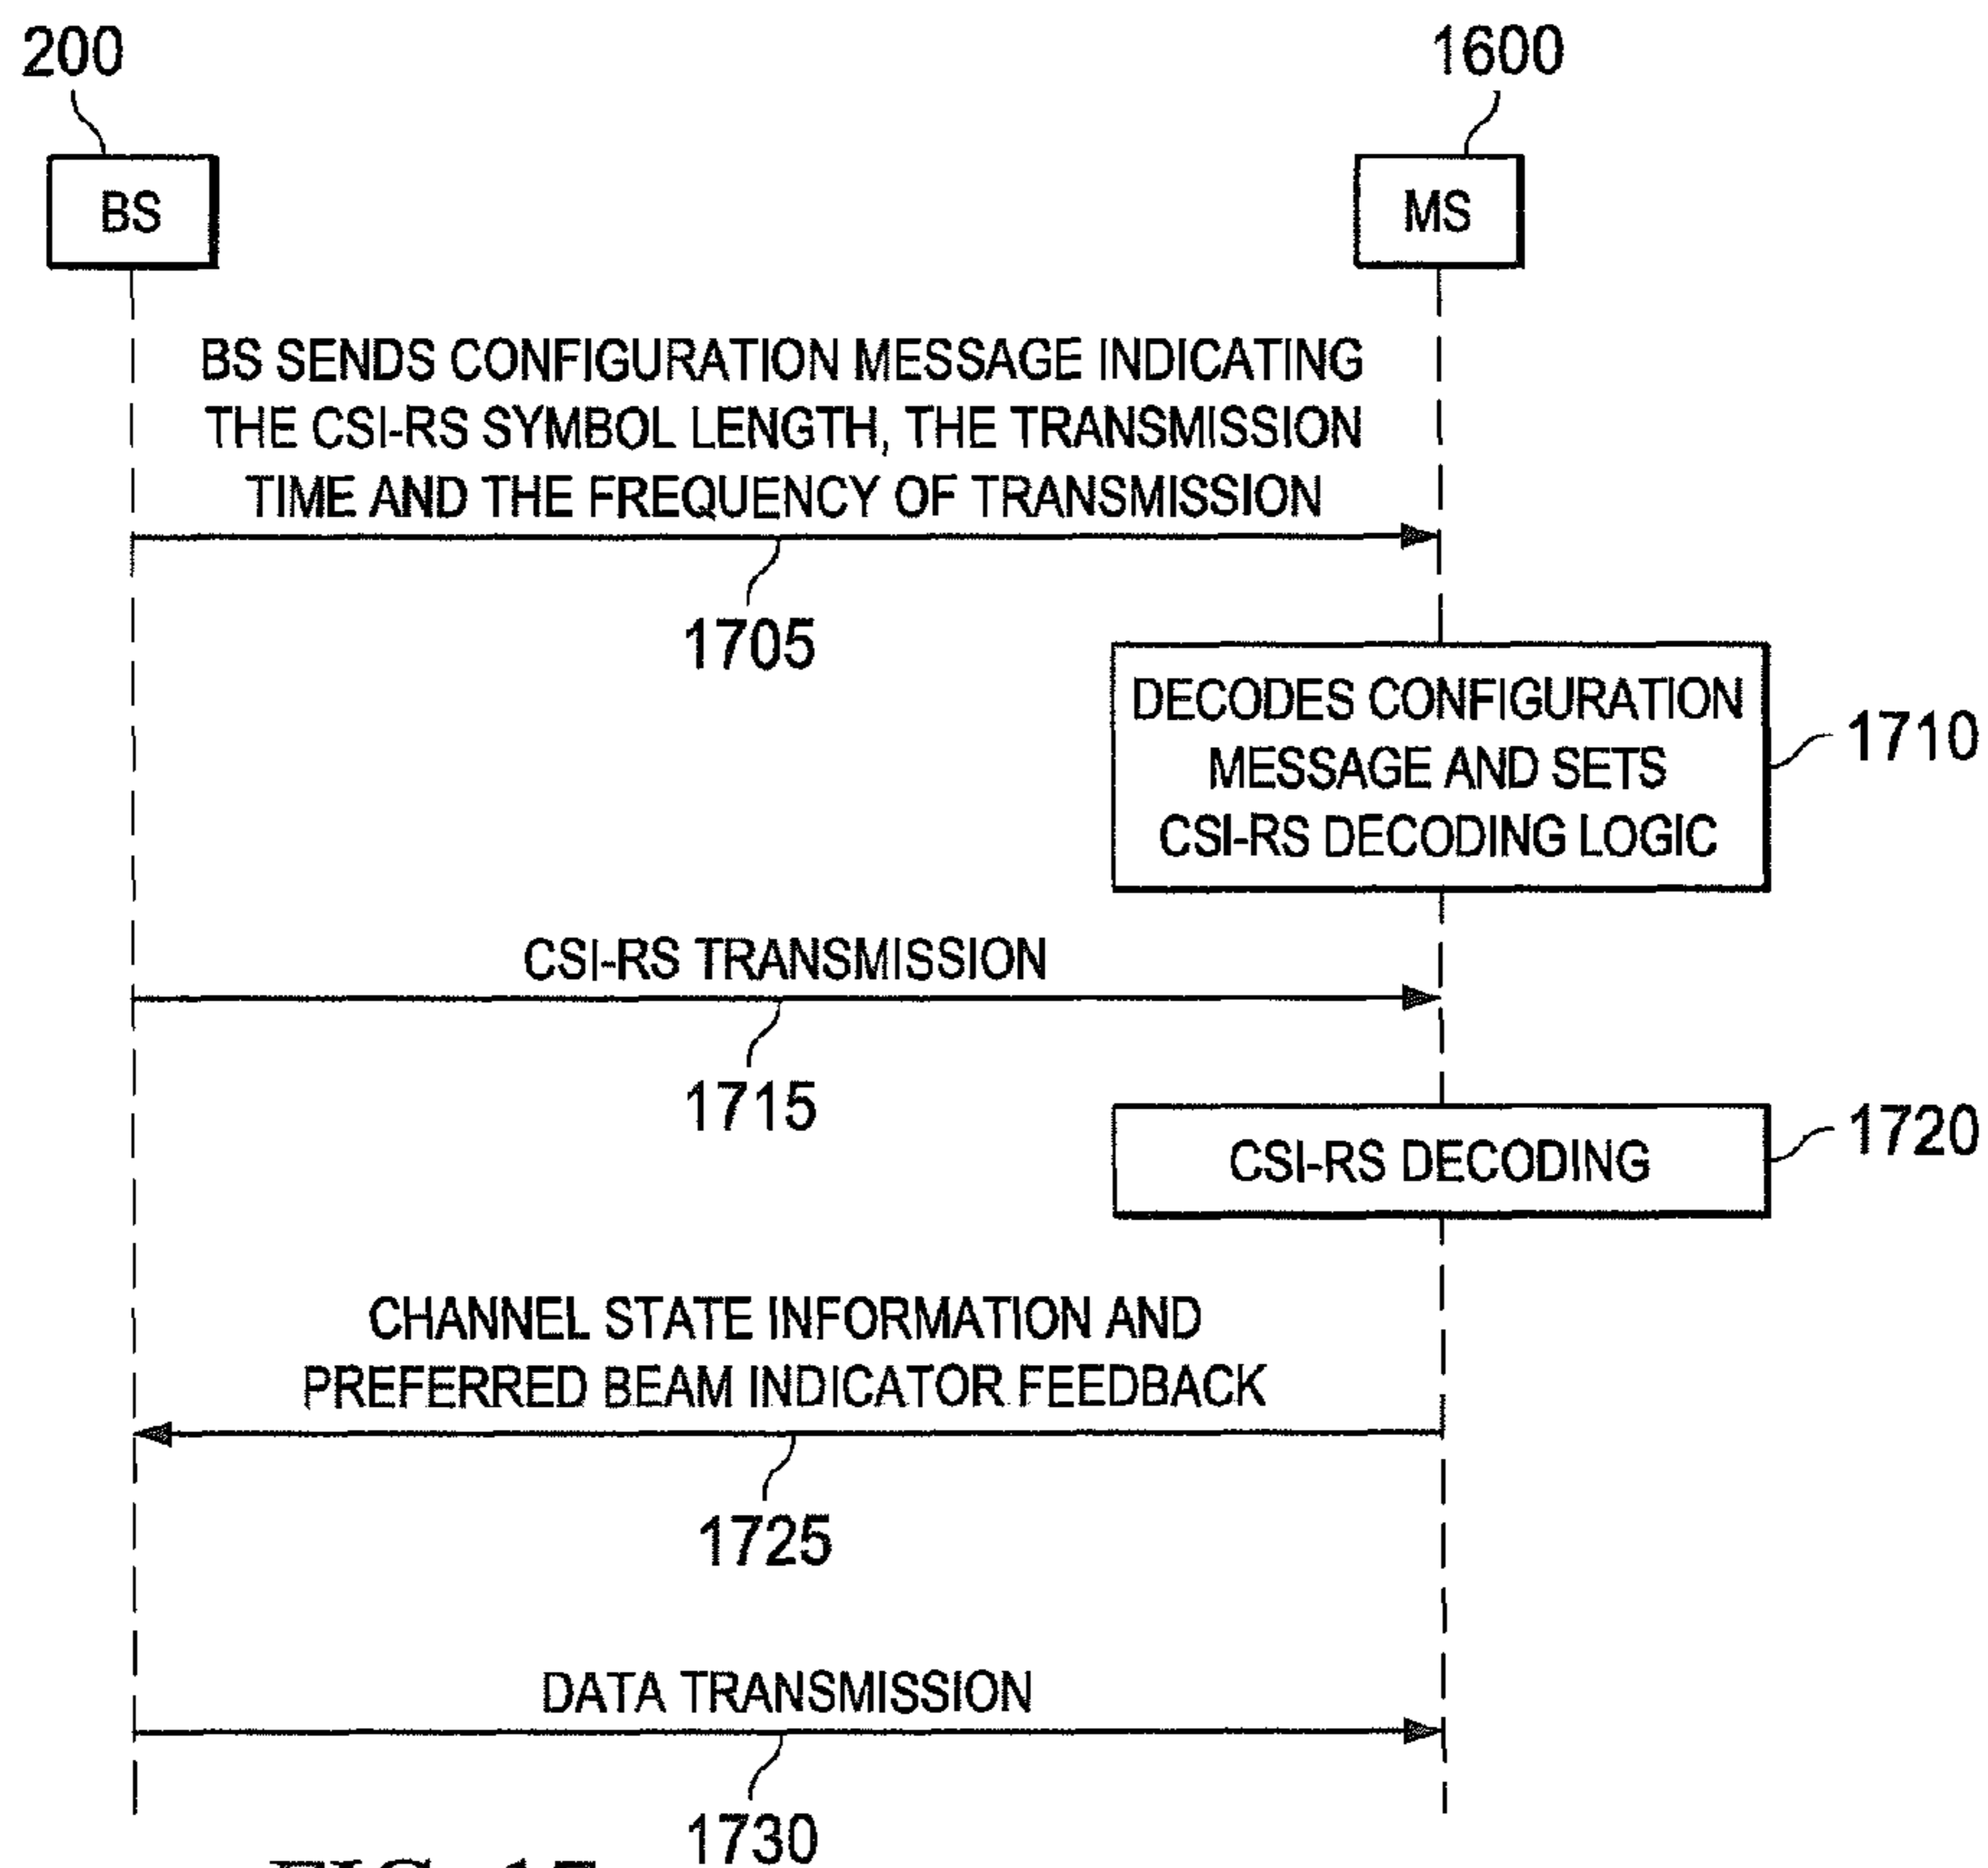 200
1600
BS
MS
BS SENDS CONFIGURATION MESSAGE INDICATING
THE CSI-RS SYMBOL LENGTH, THE TRANSMISSION
TIME AND THE FREQUENCY OF TRANSMISSION
1705
DECODES CONFIGURATION
MESSAGE AND SETS
CSI-RS DECODING LOGIC
1710
CSI-RS TRANSMISSION
1715
CSI-RS DECODING
1720
CHANNEL STATE INFORMATION AND
PREFERRED BEAM INDICATOR FEEDBACK
1725
DATA TRANSMISSION
1730